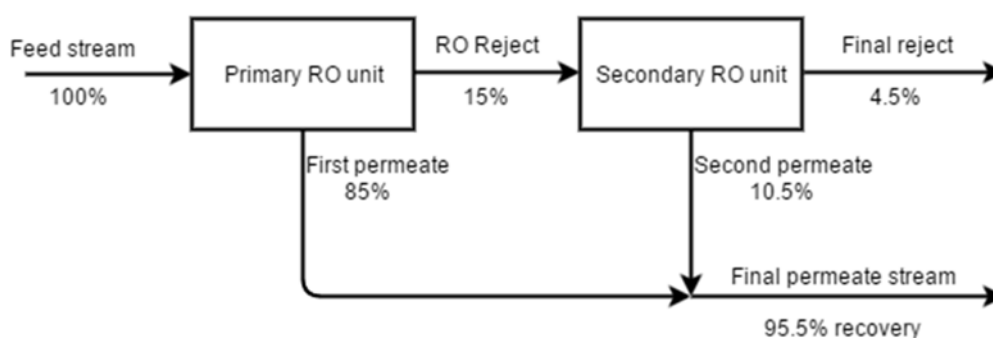 Feed stream
100%
Primary RO unit
RO Reject
15%
Secondary RO unit
Final reject
4.5%
First permeate
85%
Second permeate
10.5%
Final permeate stream
95.5% recovery